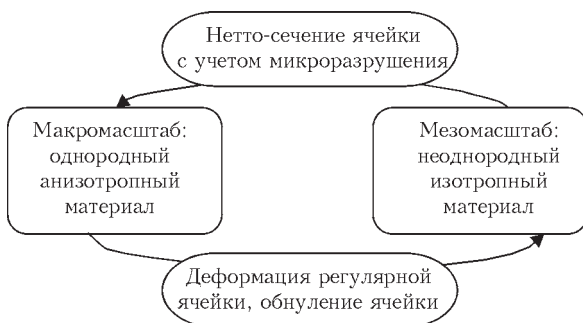 Нетто-сечение ячейки
с учетом микроразрушения
Макромасштаб:
однородный
анизотропный
материал
Мезомасштаб:
неоднородный
изотропный
материал
Деформация регулярной
ячейки, обнуление ячейки